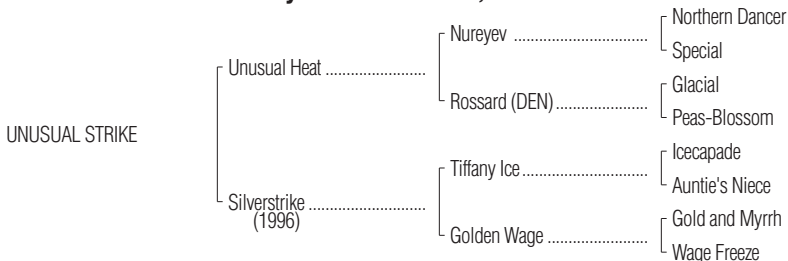 Northern Dancer
Nureyev
Special
Unusual Heat
Glacial
Rossard (DEN)
Peas-Blossom
UNUSUAL STRIKE
Icecapade
Tiffany Ice
Auntie's Niece
Silverstrike
(1996)
Gold and Myrrh
Golden Wage
Wage Freeze